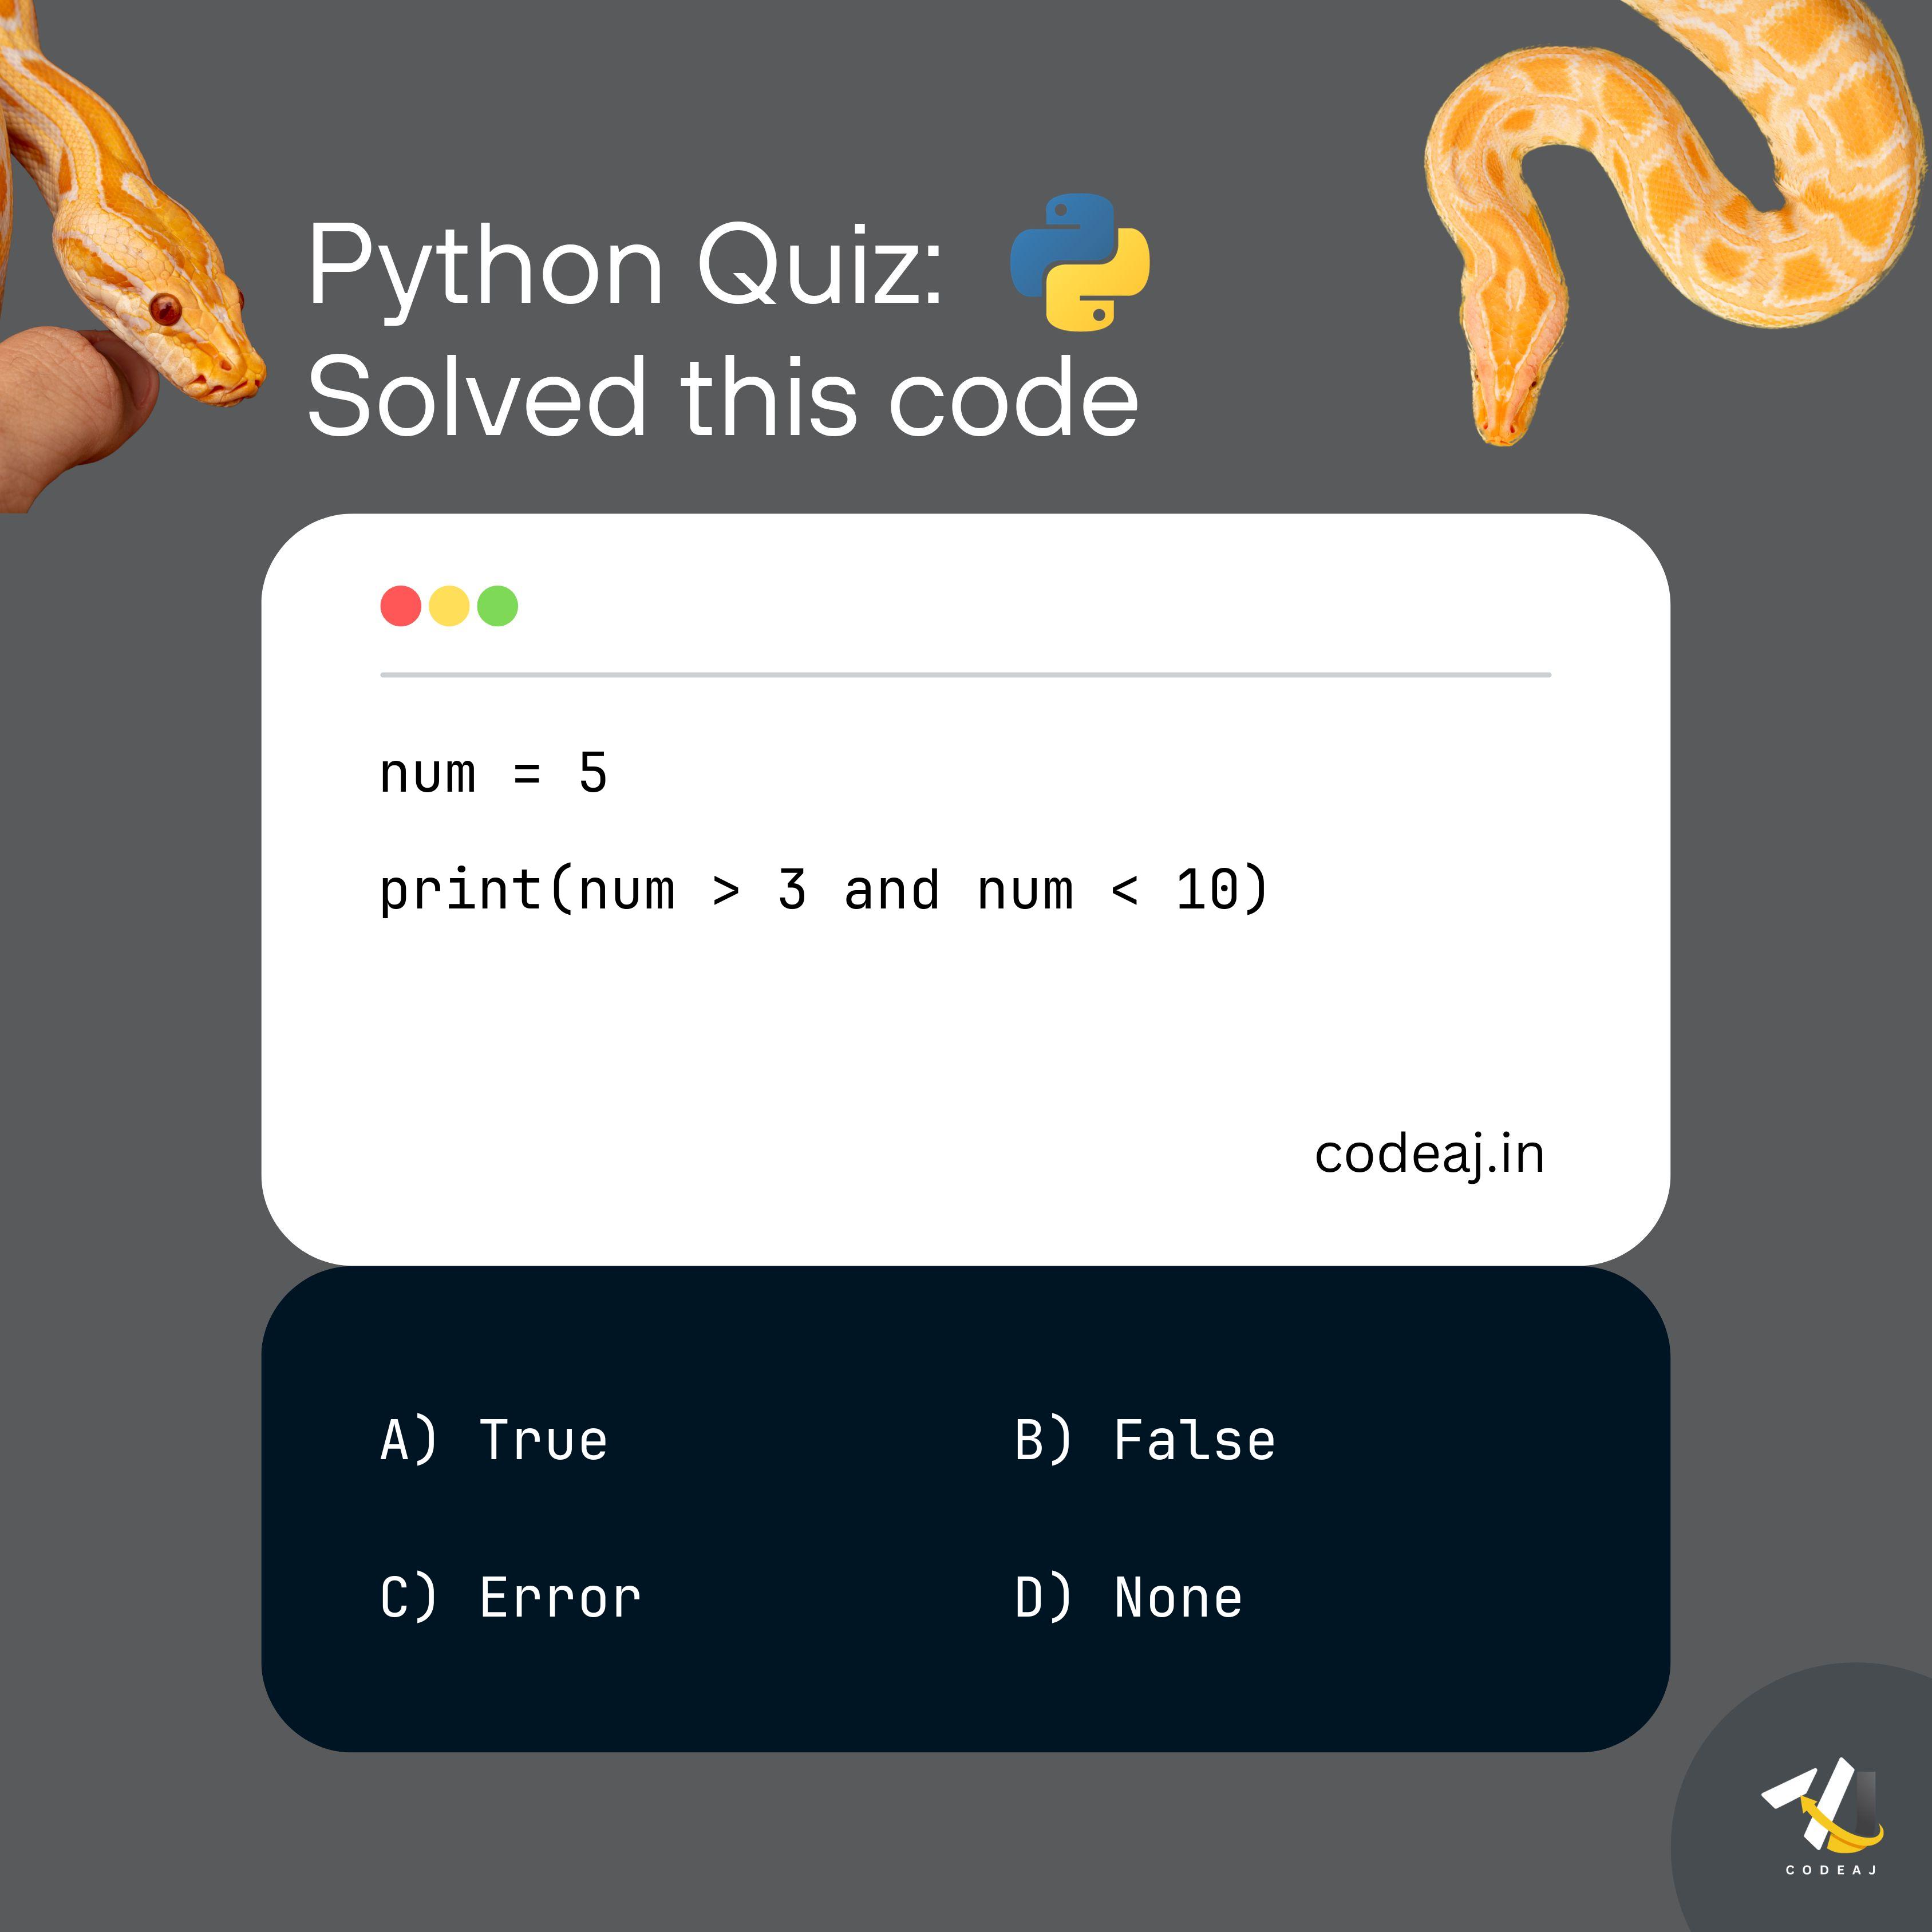 Python Quiz:
Solved this code
num = 5
print(num > 3 and num < 10)
codeaj.in
A) True
B) False
C) Error
D) None
CODEAJ